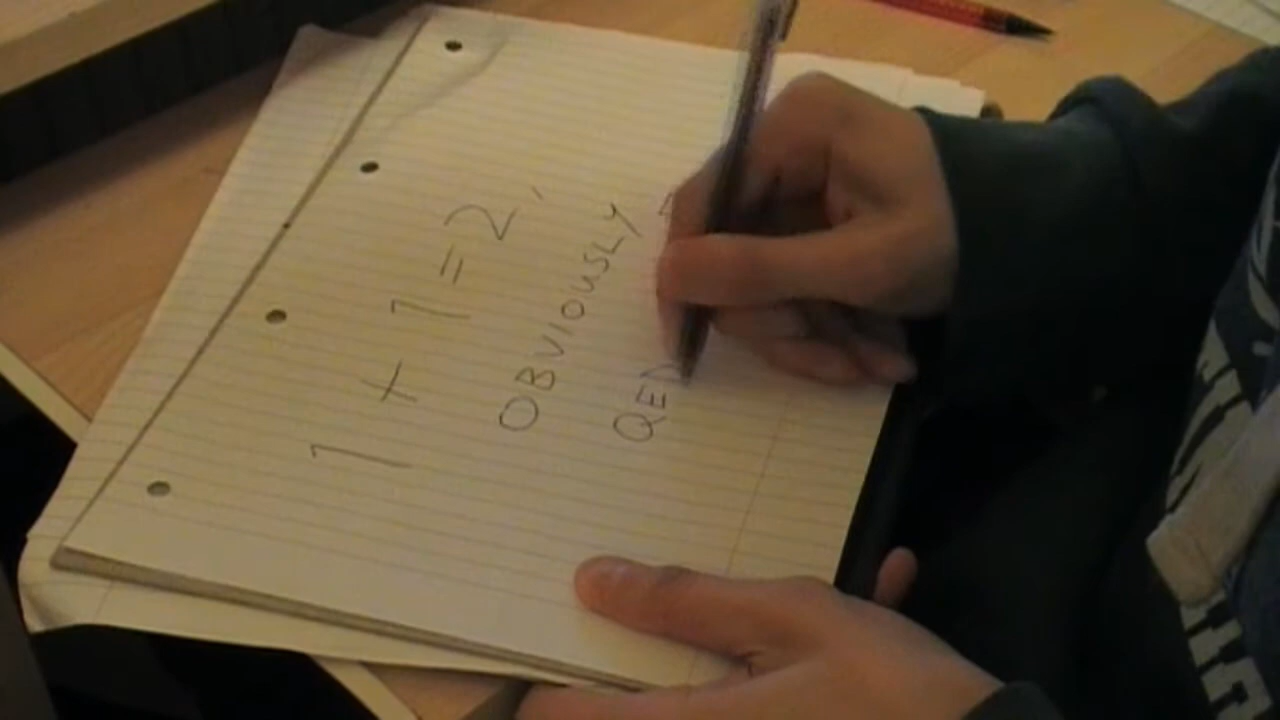 1 + 1 = 2,
OBVIOUSLY
QED